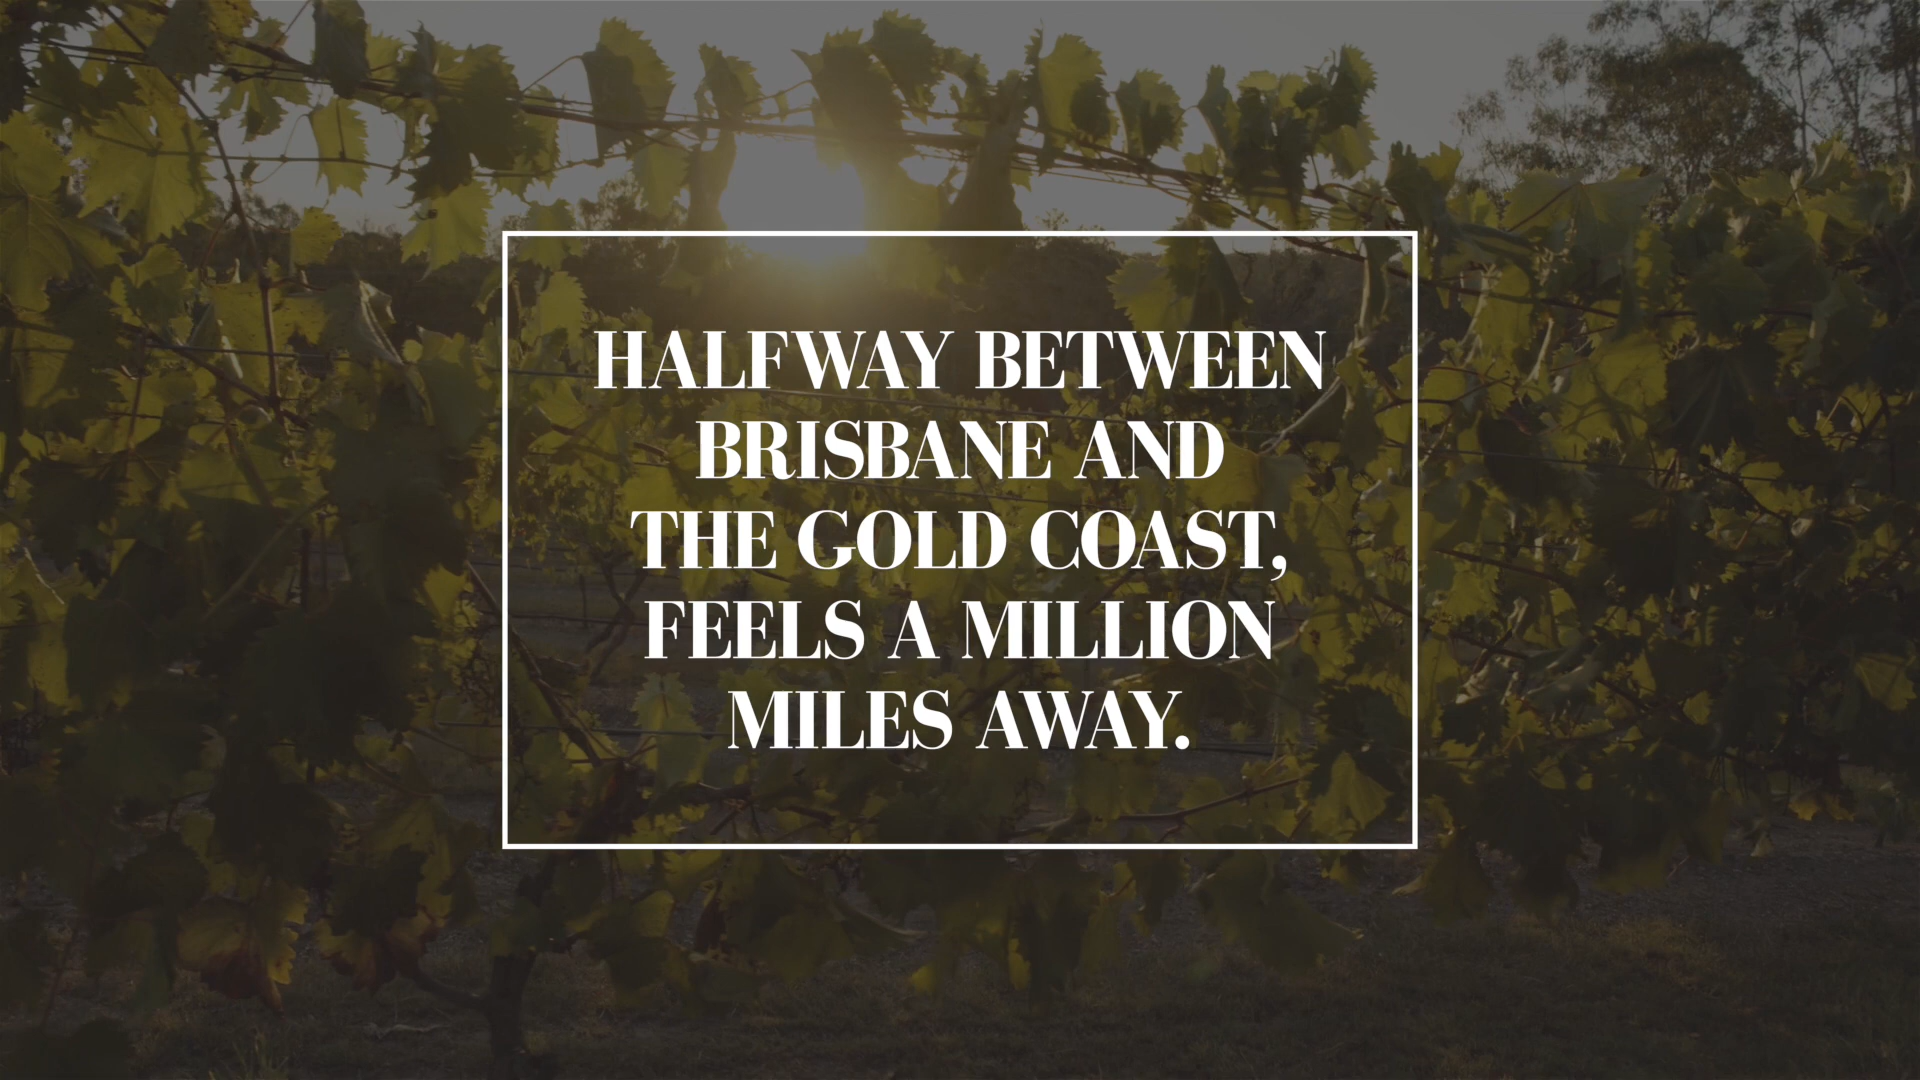 HALFWAY BETWEEN
BRISBANE AND
THE GOLD COAST,
FEELS A MILLION
MILES AWAY.